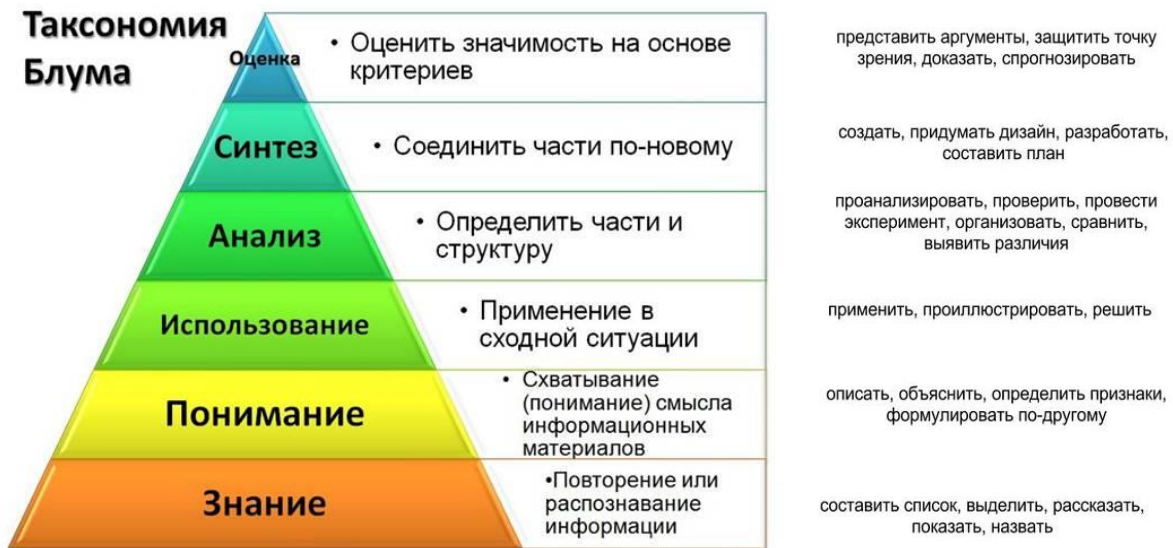 Таксономия
Блума
Оценка
• Оценить значимость на основе
критериев
представить аргументы, защитить точку
зрения, доказать, спрогнозировать
Синтез
• Соединить части по-новому
создать, придумать дизайн, разработать,
составить план
Анализ
• Определить части и
структуру
проанализировать, проверить, провести
эксперимент, организовать, сравнить,
выявить различия
Использование
• Применение в
сходной ситуации
применить, проиллюстрировать, решить
Понимание
• Схватывание
(понимание) смысла
информационных
материалов
описать, объяснить, определить признаки,
формулировать по-другому
Знание
•Повторение или
распознавание
информации
составить список, выделить, рассказать,
показать, назвать